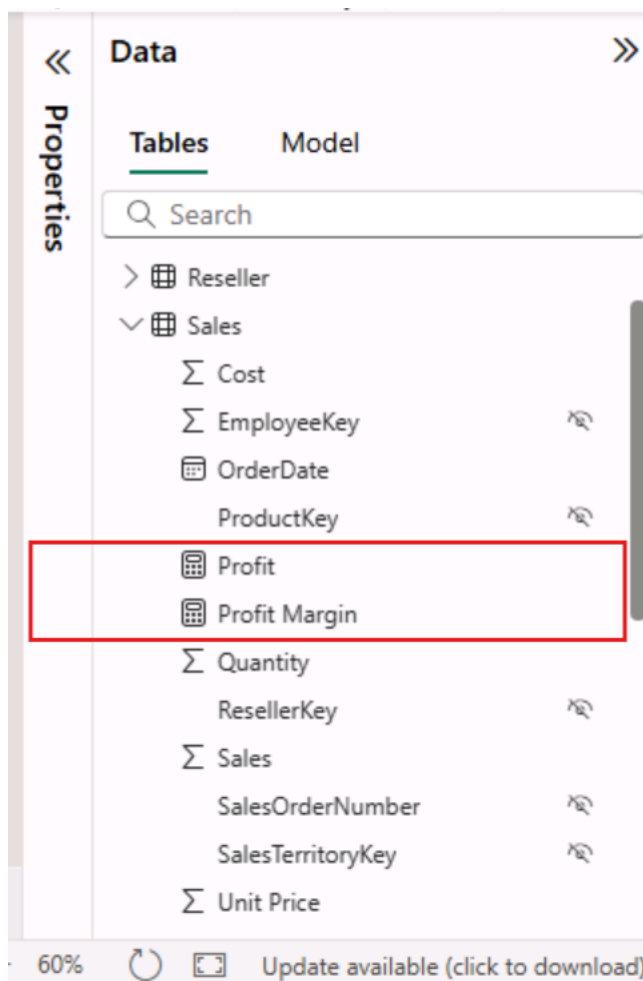 Data
Properties
Tables Model
Search
Reseller
Sales
Cost
EmployeeKey
OrderDate
ProductKey
Profit
Profit Margin
Quantity
ResellerKey
Sales
SalesOrderNumber
SalesTerritoryKey
Unit Price
60% Update available (click to download)